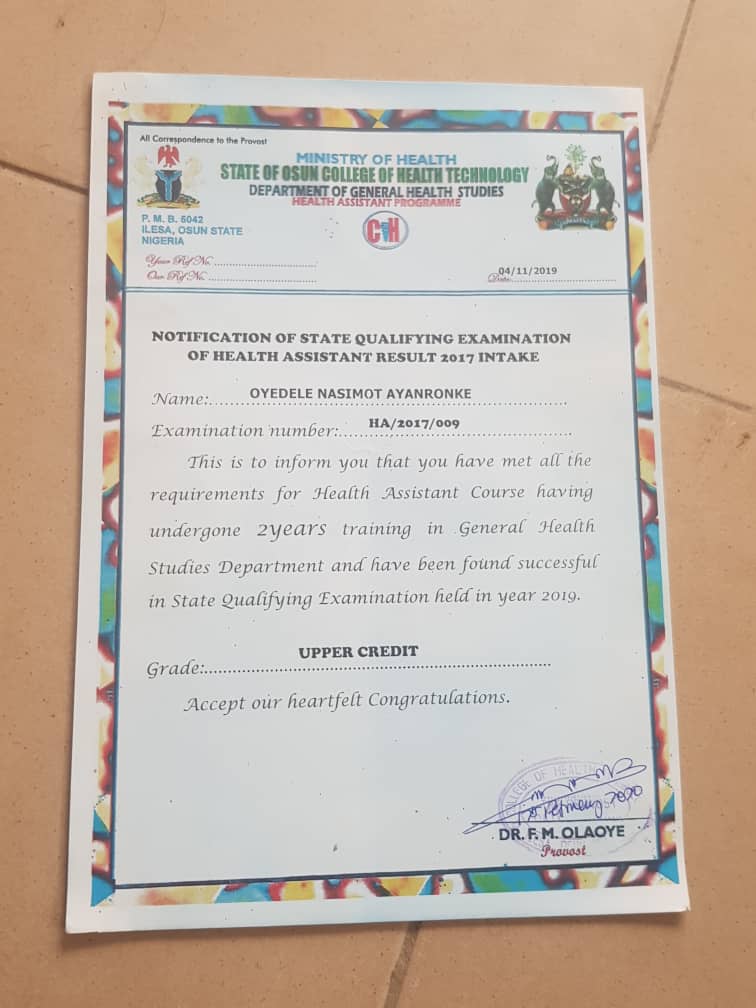 All Correspondence to the Provost
MINISTRY OF HEALTH
STATE OF OSUN COLLEGE OF HEALTH TECHNOLOGY
DEPARTMENT OF GENERAL HEALTH STUDIES
HEALTH ASSISTANT PROGRAMME
P. M. B. 5042
ILESA, OSUN STATE
NIGERIA
CH
Your Ref No. ..............................
Our Ref No. ..............................
Date:..............................
04/11/2019
NOTIFICATION OF STATE QUALIFYING EXAMINATION
OF HEALTH ASSISTANT RESULT 2017 INTAKE
Name: OYEDELE NASIMOT AYANRONKE
Examination number: HA/2017/009
This is to inform you that you have met all the
requirements for Health Assistant Course having
undergone 2years training in General Health
Studies Department and have been found successful
in State Qualifying Examination held in year 2019.
Grade: UPPER CREDIT
Accept our heartfelt Congratulations.
COLLEGE OF HEALTH
2020
DR. F. M. OLAOYE
Provost